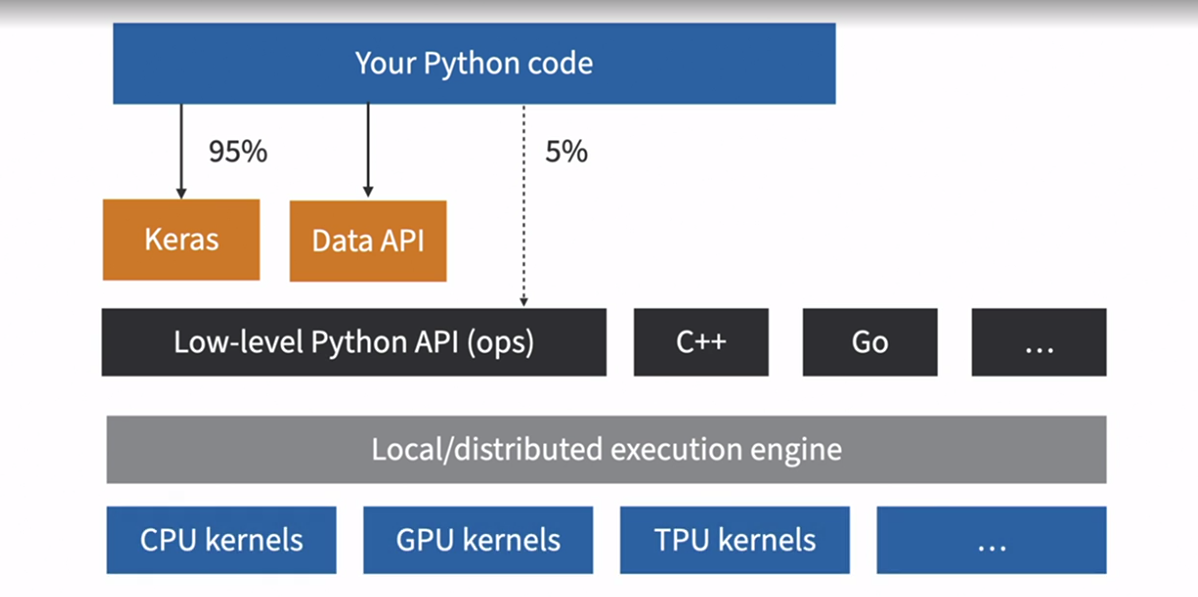 Your Python code
95%
5%
Keras
Data API
Low-level Python API (ops)
C++
Go
...
Local/distributed execution engine
CPU kernels
GPU kernels
TPU kernels
...